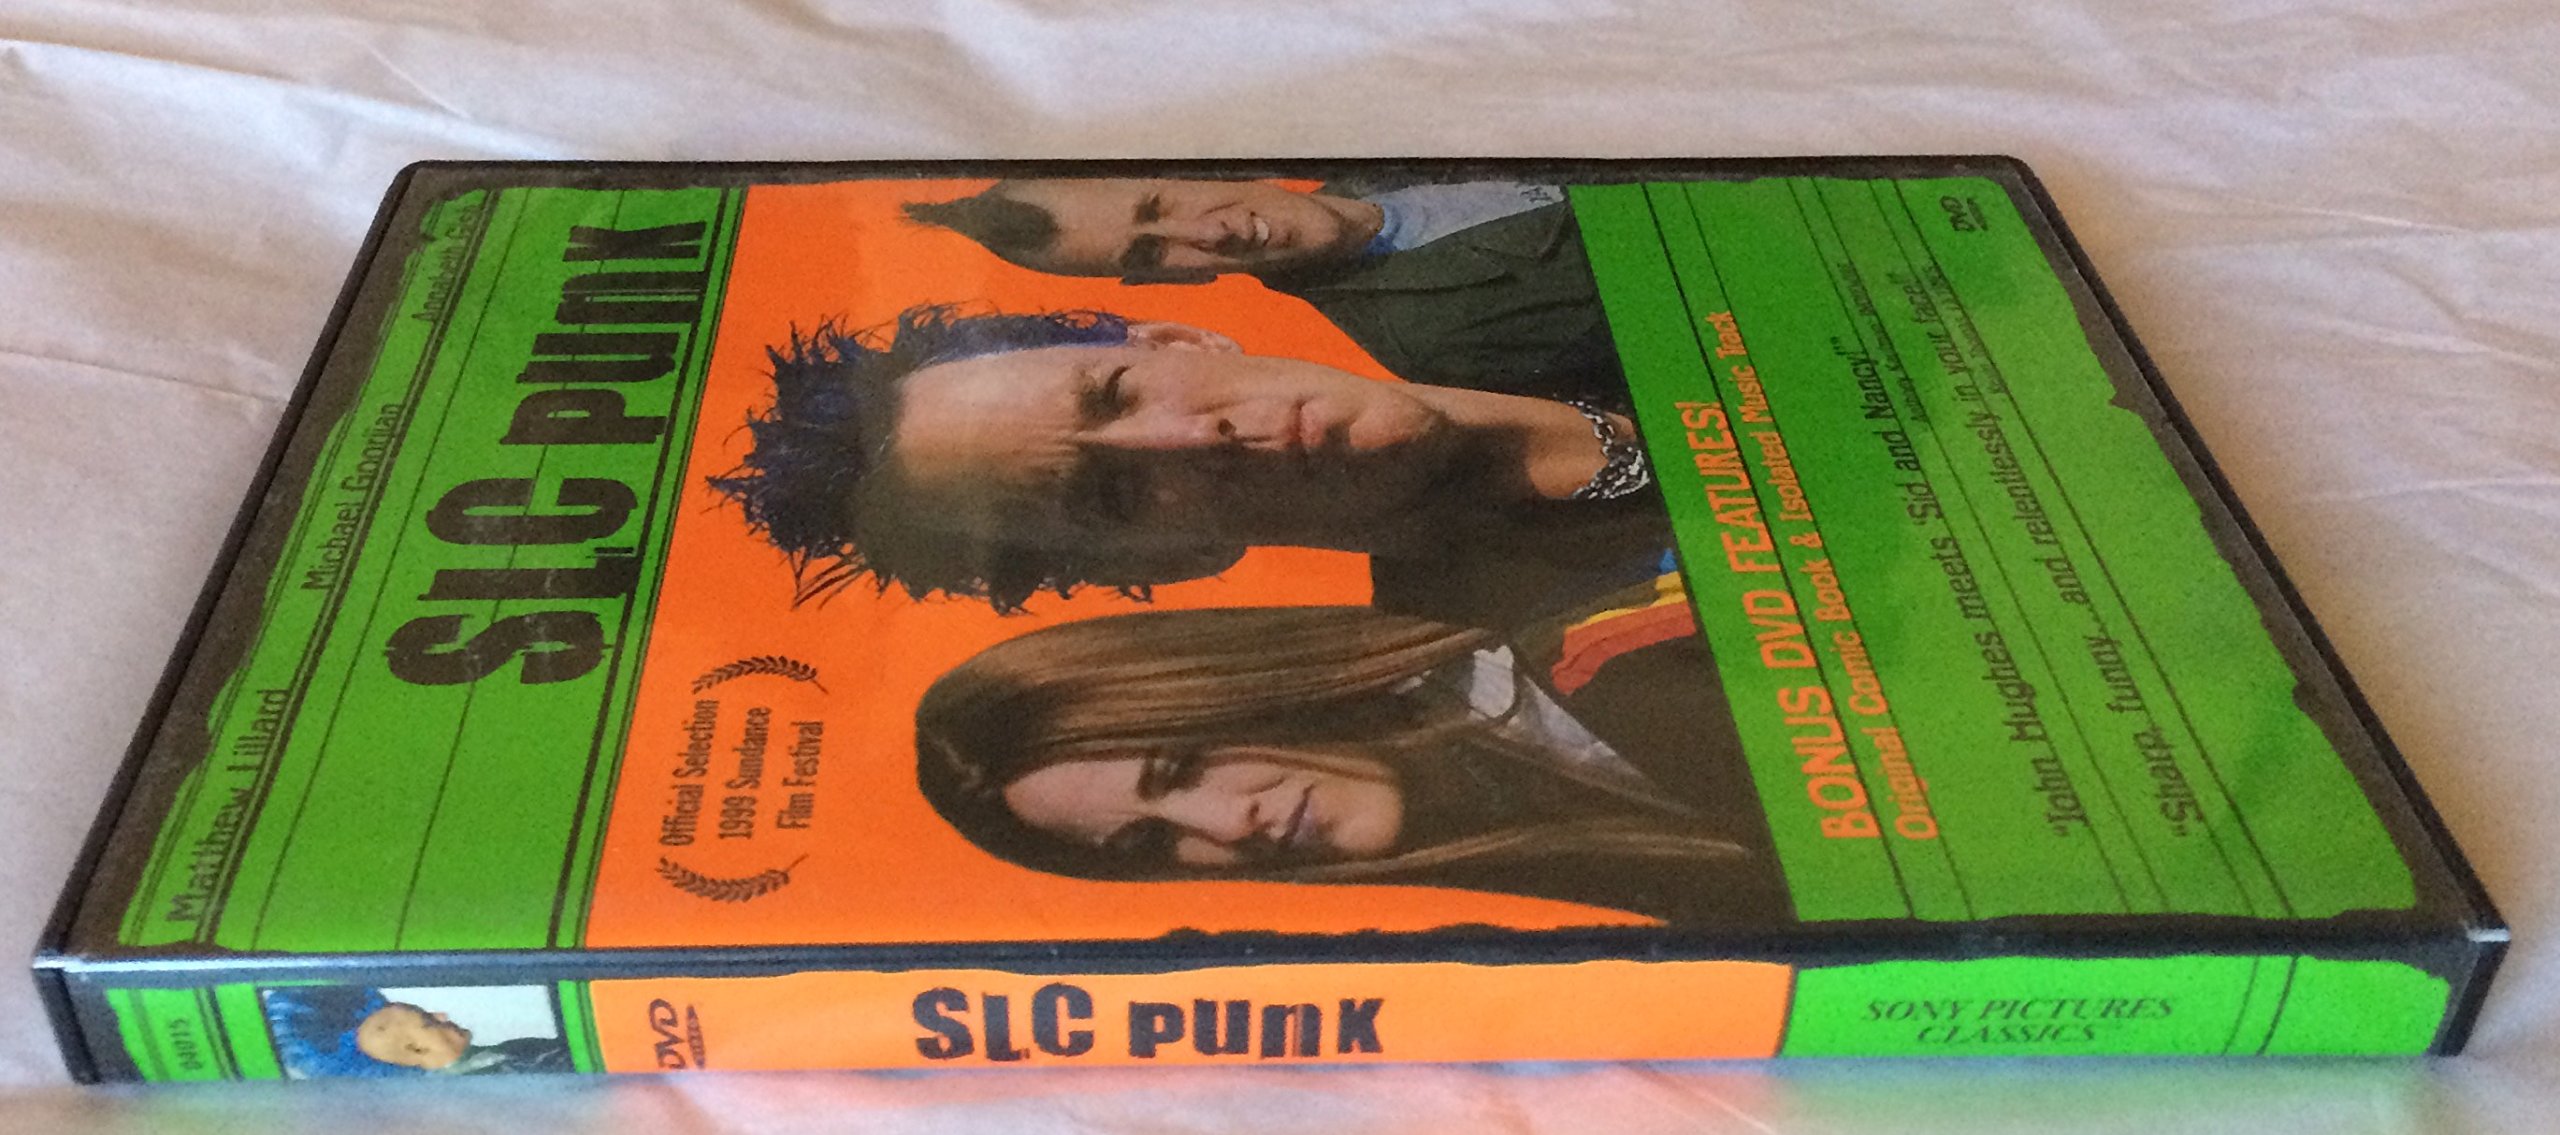 Matthew Lillard
Michael Goorjian
Annabeth Gish
SLC PUNK
Official Selection
1999 Sundance
Film Festival
BONUS DVD FEATURES!
Original Comic Book & Isolated Music Track
"John Hughes meets 'Sid and Nancy!'"
"Sharp, funny...and relentlessly in your face!"
DVD
04015
DVD
SLC PUNK
SONY PICTURES
CLASSICS